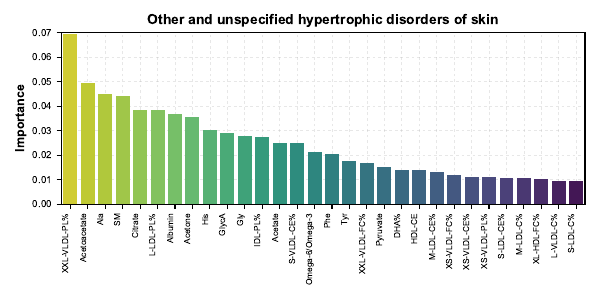 Other and unspecified hypertrophic disorders of skin
Importance
0.07
0.06
0.05
0.04
0.03
0.02
0.01
0.00
XXL-VLDL-PL%
Acetoacetate
Ala
SM
Citrate
L-LDL-PL%
Albumin
Acetone
His
GlycA
Gly
IDL-PL%
Acetate
S-VLDL-CE%
Omega-6/Omega-3
Phe
Tyr
XXL-VLDL-FC%
Pyruvate
DHA%
HDL-CE
M-LDL-CE%
XS-VLDL-FC%
XS-VLDL-CE%
XS-VLDL-PL%
S-LDL-CE%
M-LDL-C%
XL-HDL-FC%
L-VLDL-C%
S-LDL-C%